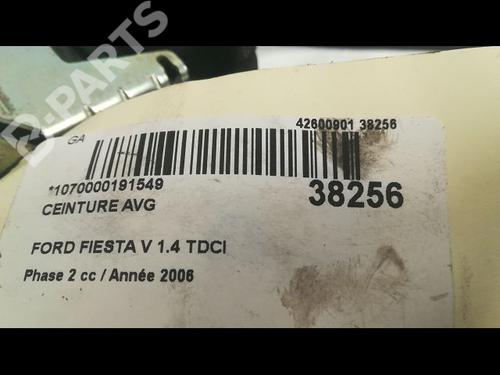 B-PARTS
GA
42600901 38256
*1070000191549
38256
CEINTURE AVG
FORD FIESTA V 1.4 TDCI
Phase 2 cc / Année 2006